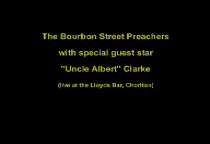 The Bourbon Street Preachers
with special guest star
"Uncle Albert" Clarke
(live at the Lloyds Bar, Chorlton)